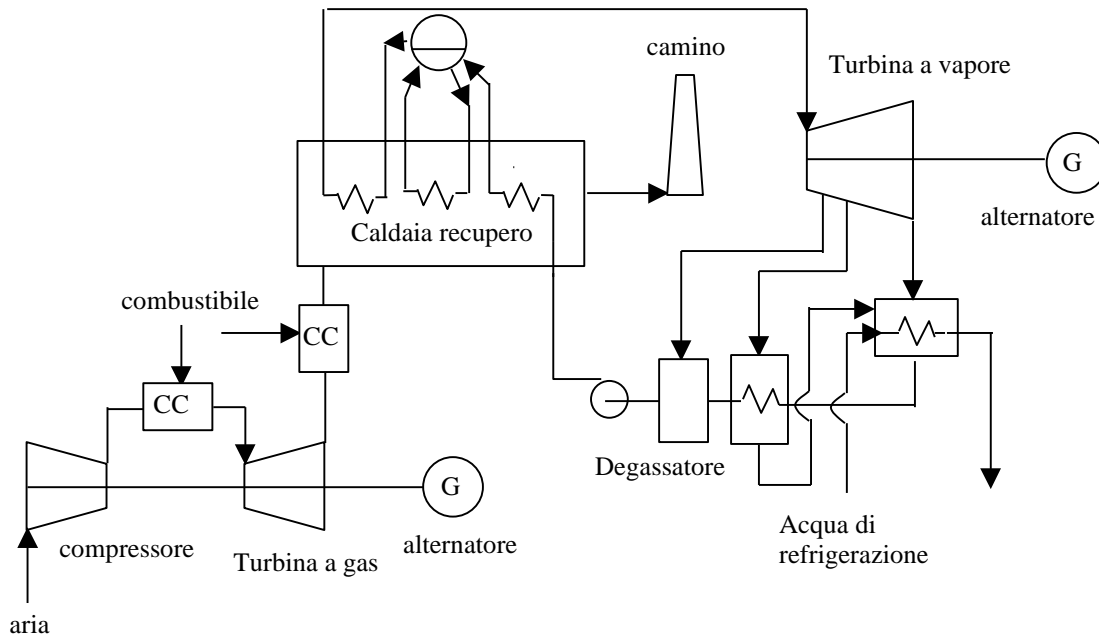 camino
Turbina a vapore
G
alternatore
Caldaia recupero
combustibile
CC
CC
Degassatore
G
alternatore
Acqua di
refrigerazione
compressore
Turbina a gas
aria